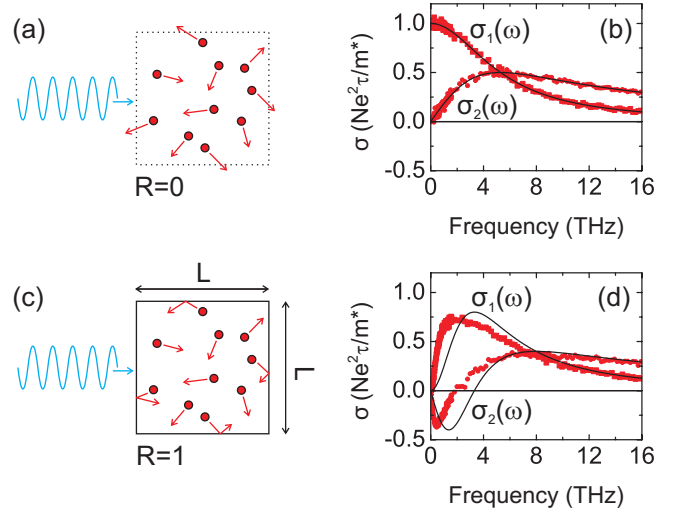 (a)
R=0
(b)
σ (Ne²τ/m*)
1.0
0.5
0.0
-0.5
σ₁(ω)
σ₂(ω)
0 4 8 12 16
Frequency (THz)
(c)
L
L
R=1
(d)
σ (Ne²τ/m*)
1.0
0.5
0.0
-0.5
σ₁(ω)
σ₂(ω)
0 4 8 12 16
Frequency (THz)